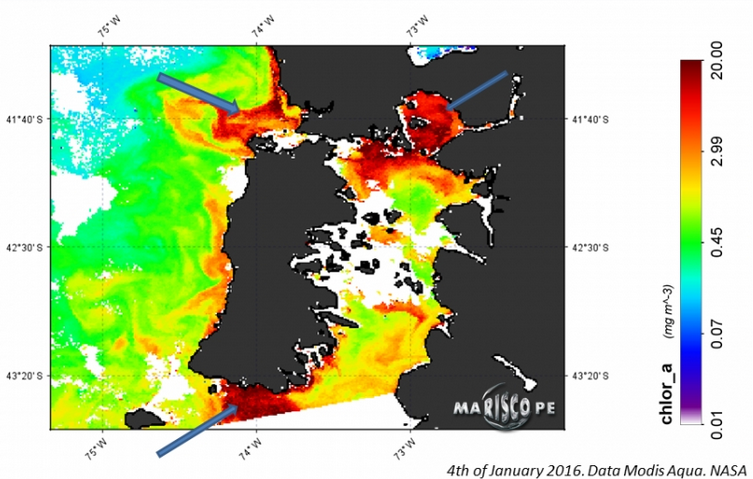 75°W 74°W 73°W
41°40'S 41°40'S
42°30'S 42°30'S
43°20'S 43°20'S
75°W 74°W 73°W
20.00
2.99
0.45
0.07
0.01
chlor_a (mg m^-3)
MARISCOPE
4th of January 2016. Data Modis Aqua. NASA